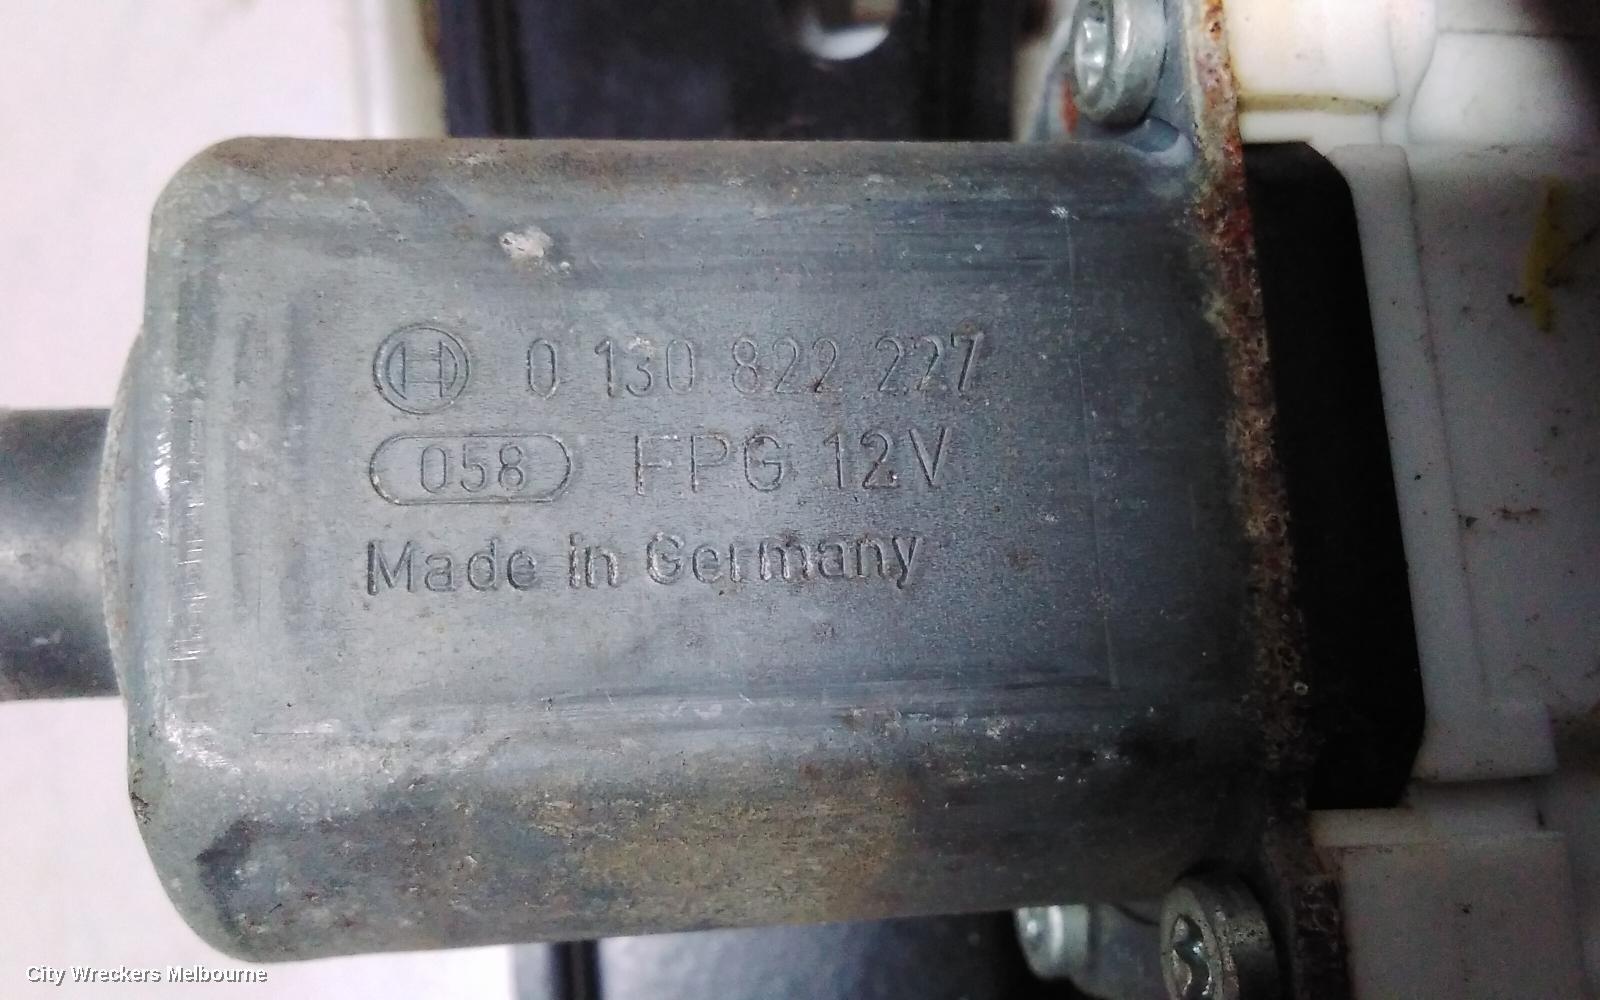 0 130 822 227
058 FPG 12V
Made in Germany
City Wreckers Melbourne